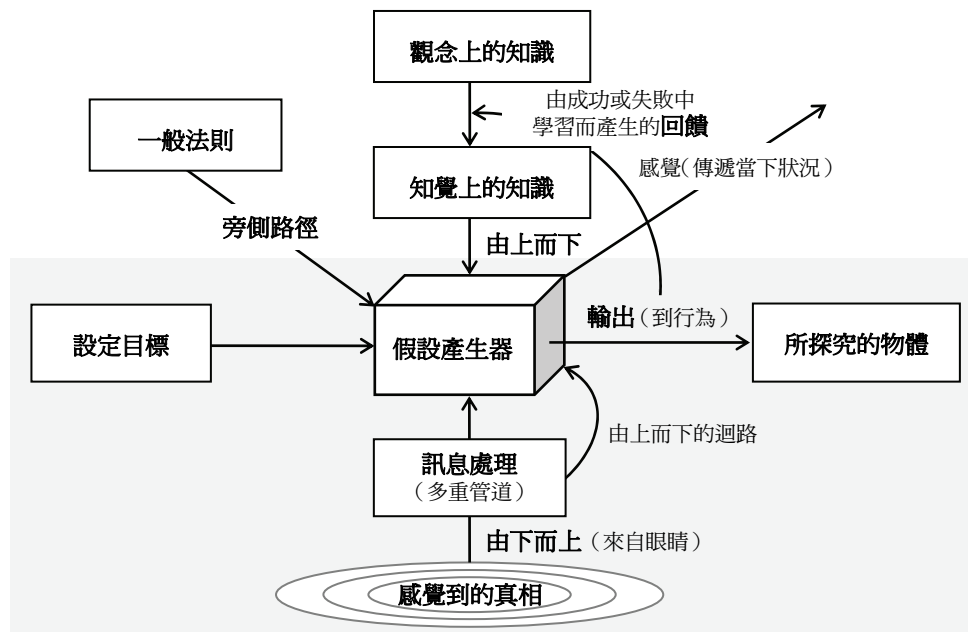 觀念上的知識
由成功或失敗中
學習而產生的回饋
一般法則
感覺（傳遞當下狀況）
知覺上的知識
旁側路徑
由上而下
輸出（到行為）
設定目標
假設產生器
所探究的物體
由上而下的迴路
訊息處理
（多重管道）
由下而上（來自眼睛）
感覺到的真相